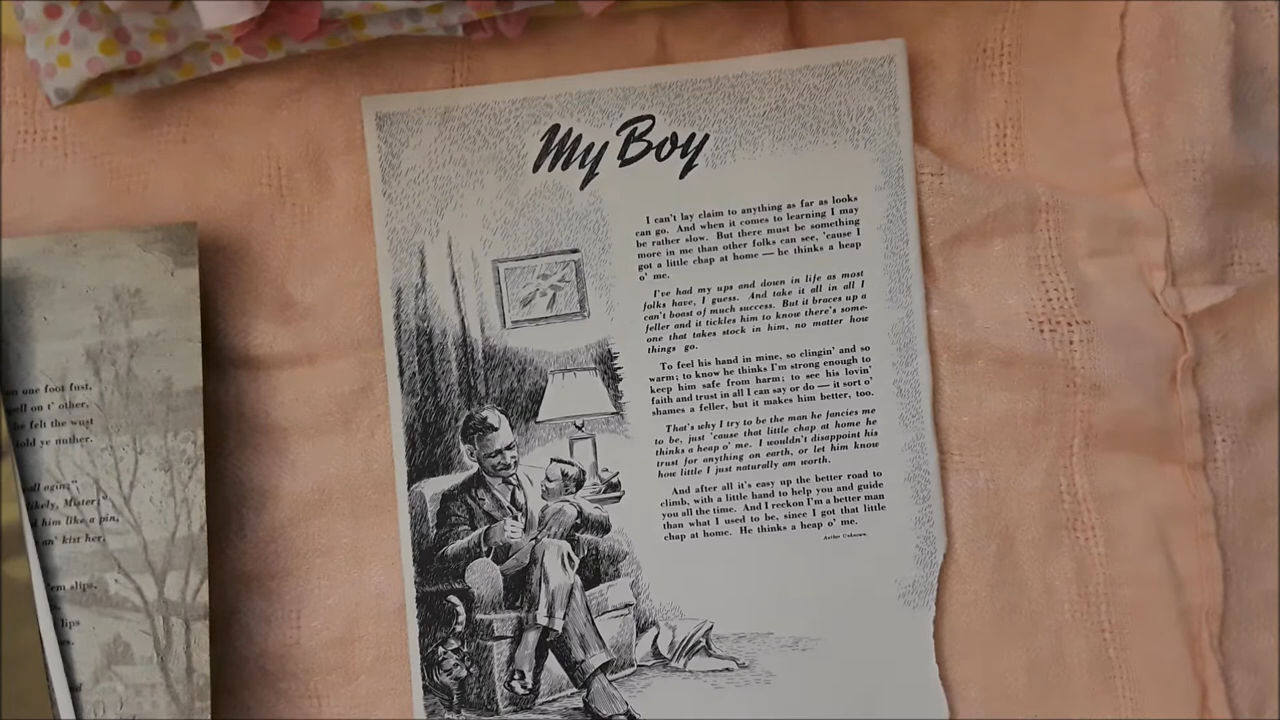 My Boy
I can't lay claim to anything as far as looks
can go. And when it comes to learning I may
be rather slow. But there must be something
more in me than other folks can see, 'cause I
got a little chap at home — he thinks a heap
o' me.
I've had my ups and down in life as most
folks have, I guess. And take it all in all I
can't boast of much success. But it braces up a
feller and it tickles him to know there's some-
one that takes stock in him, no matter how
things go.
To feel his hand in mine, so clingin' and so
warm; to know he thinks I'm strong enough to
keep him safe from harm; to see his lovin'
faith and trust in all I can say or do — it sort o'
shames a feller, but it makes him better, too.
That's why I try to be the man he fancies me
to be, just 'cause that little chap at home he
thinks a heap o' me. I wouldn't disappoint his
trust for anything on earth, or let him know
how little I just naturally am worth.
And after all it's easy up the better road to
climb, with a little hand to help you and guide
you all the time. And I reckon I'm a better man
than what I used to be, since I got that little
chap at home. He thinks a heap o' me.
Author Unknown.
one foot fust,
on t' other.
he felt the wust
told ye nuther.
agin;"
likely, Mister;"
him like a pin,
an' kist her.
'em slips,
lips